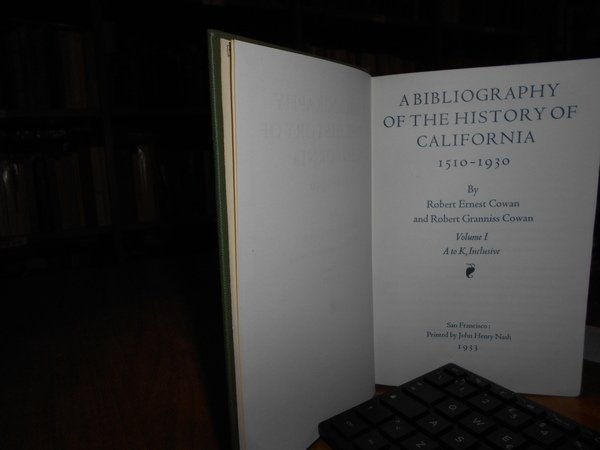 A BIBLIOGRAPHY
OF THE HISTORY OF
CALIFORNIA
1510-1930
By
Robert Ernest Cowan
and Robert Granniss Cowan
Volume I
A to K, Inclusive
San Francisco:
Printed by John Henry Nash
1933